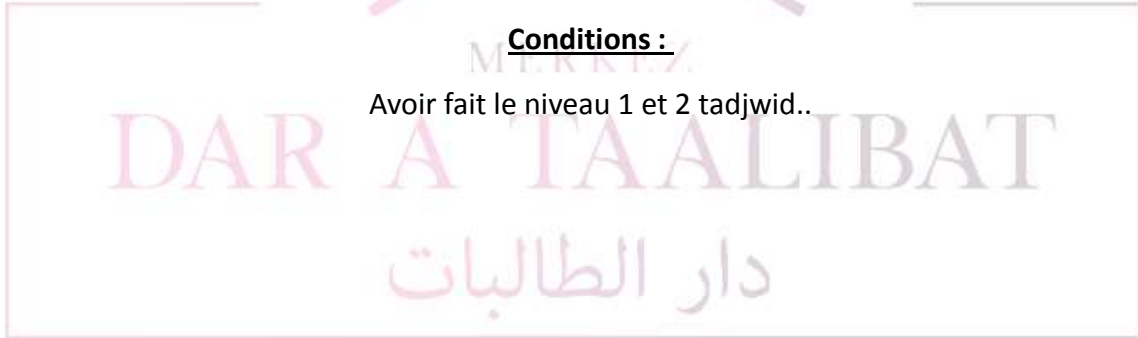 Conditions :
MERKEZ
Avoir fait le niveau 1 et 2 tadjwid..
DAR A TAALIBAT
دار الطالبات